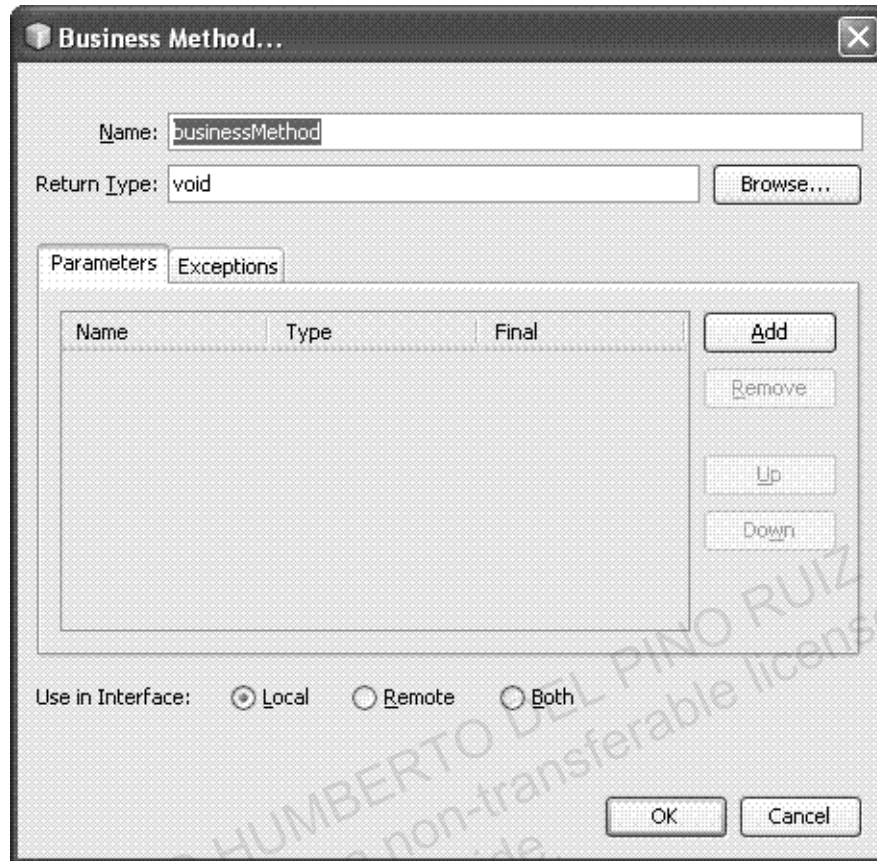 Business Method...
Name: businessMethod
Return Type: void Browse...
Parameters Exceptions
Name Type Final Add
Remove
Up
Down
Use in Interface: Local Remote Both
OK Cancel
HUMBERTO DEL PINO RUIZ
non-transferable license